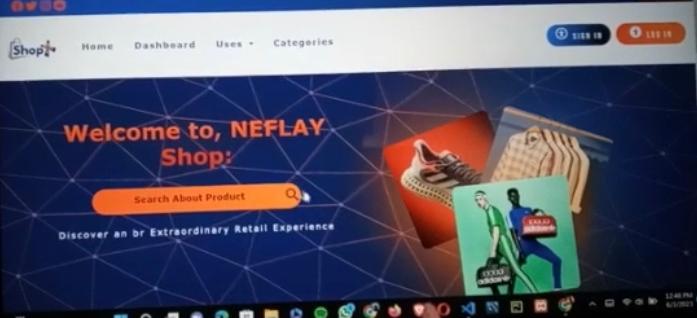 Shop
Home Dashboard Uses Categories
SIGN IN
LOG IN
Welcome to, NEFLAY
Shop:
Search About Product
Discover an br Extraordinary Retail Experience
adidas
adidas
12:46 PM
6/3/2023